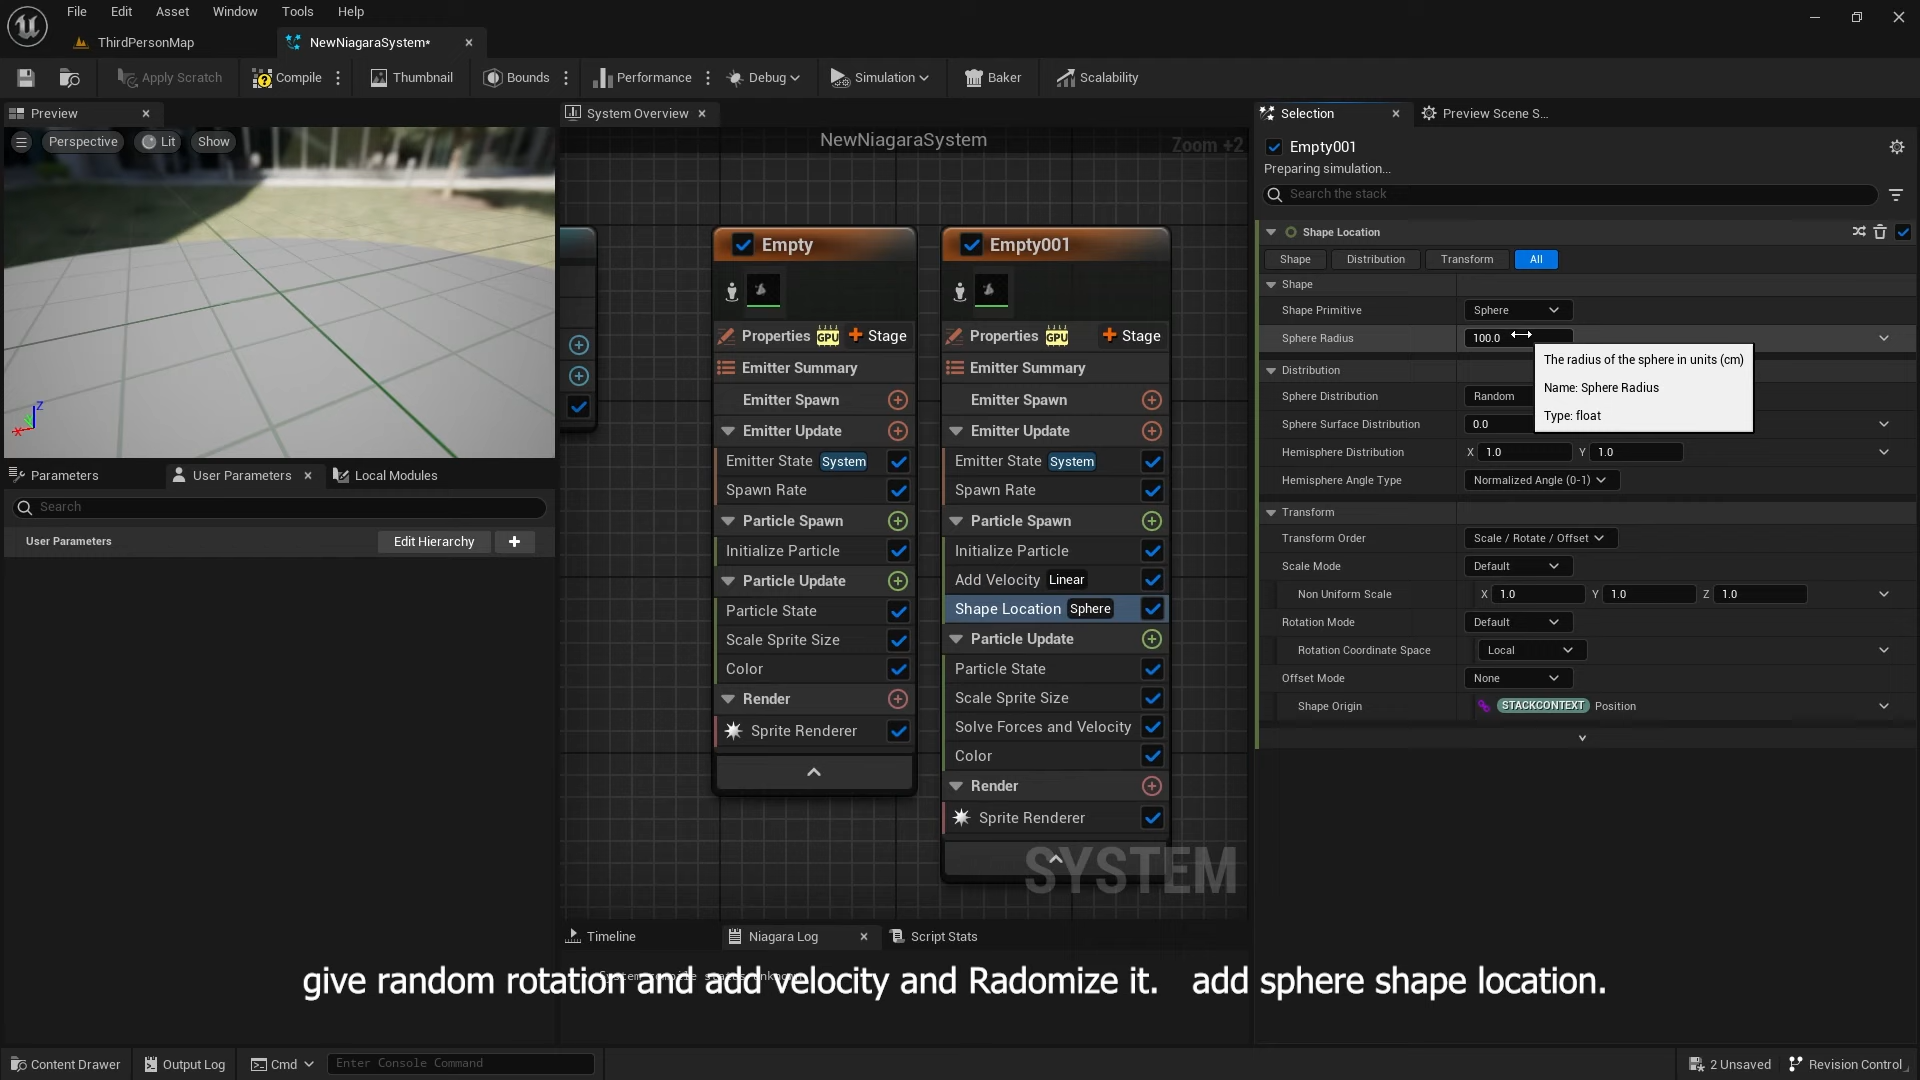 File Edit Asset Window Tools Help
ThirdPersonMap NewNiagaraSystem*
Apply Scratch Compile Thumbnail Bounds Performance Debug Simulation Baker Scalability
Preview System Overview Selection Preview Scene S...
Perspective Lit Show
NewNiagaraSystem
Zoom +2
Empty001
Preparing simulation...
Search the stack
Shape Location
Shape Distribution Transform All
Shape
Shape Primitive Sphere
Sphere Radius 100.0
The radius of the sphere in units (cm)
Name: Sphere Radius
Type: float
Distribution
Sphere Distribution Random
Sphere Surface Distribution 0.0
Hemisphere Distribution X 1.0 Y 1.0
Hemisphere Angle Type Normalized Angle (0-1)
Transform
Transform Order Scale / Rotate / Offset
Scale Mode Default
Non Uniform Scale X 1.0 Y 1.0 Z 1.0
Rotation Mode Default
Rotation Coordinate Space Local
Offset Mode None
Shape Origin STACKCONTEXT Position
Empty
Properties GPU Stage
Emitter Summary
Emitter Spawn
Emitter Update
Emitter State System
Spawn Rate
Particle Spawn
Initialize Particle
Particle Update
Particle State
Scale Sprite Size
Color
Render
Sprite Renderer
Empty001
Properties GPU Stage
Emitter Summary
Emitter Spawn
Emitter Update
Emitter State System
Spawn Rate
Particle Spawn
Initialize Particle
Add Velocity Linear
Shape Location Sphere
Particle Update
Particle State
Scale Sprite Size
Solve Forces and Velocity
Color
Render
Sprite Renderer
SYSTEM
Z
X
Parameters User Parameters Local Modules
Search
User Parameters Edit Hierarchy
Timeline Niagara Log Script Stats
give random rotation and add velocity and Radomize it. add sphere shape location.
Content Drawer Output Log Cmd Enter Console Command 2 Unsaved Revision Control